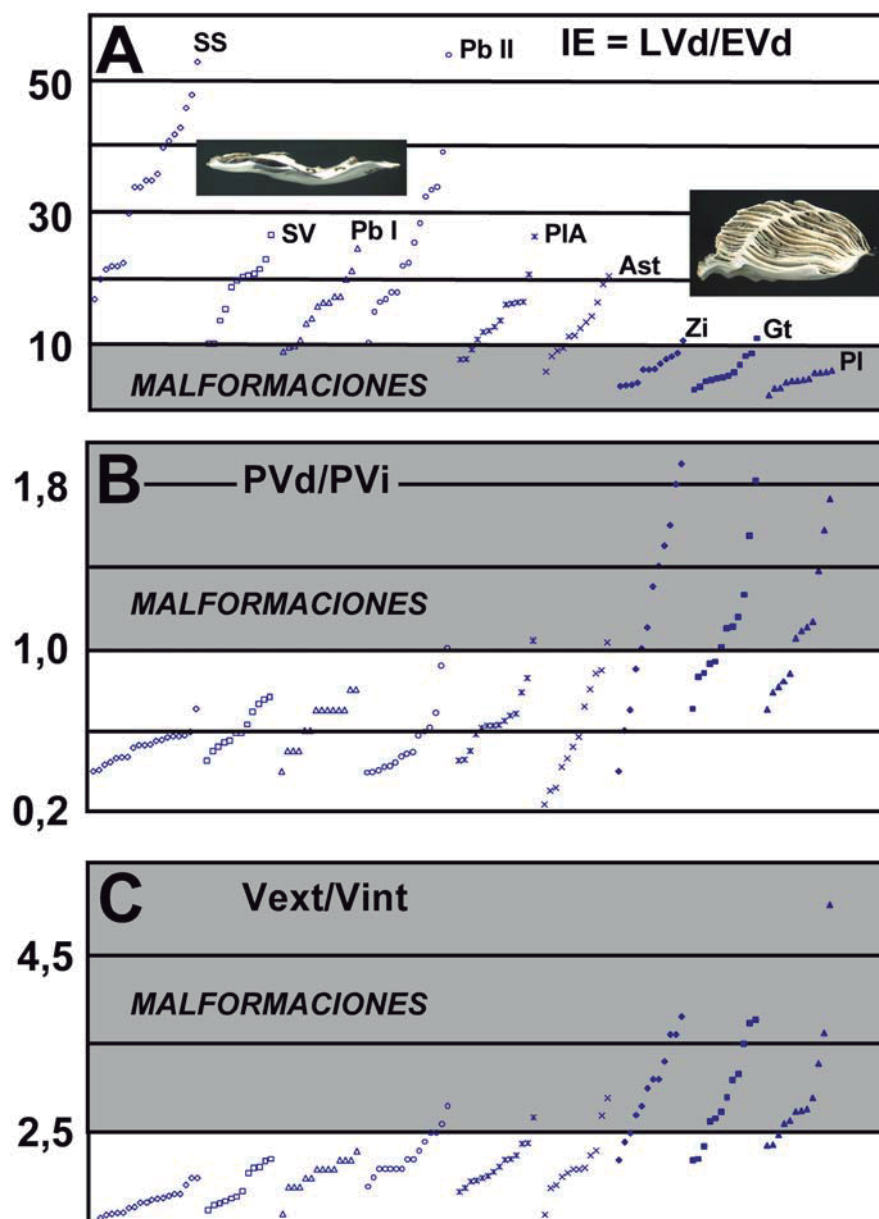 A
SS
Pb II
IE = LVd/EVd
50
30
SV
Pb I
PIA
Ast
Zi
Gt
10
MALFORMACIONES
PI
B
PVd/PVi
1,8
MALFORMACIONES
1,0
0,2
C
Vext/Vint
4,5
MALFORMACIONES
2,5